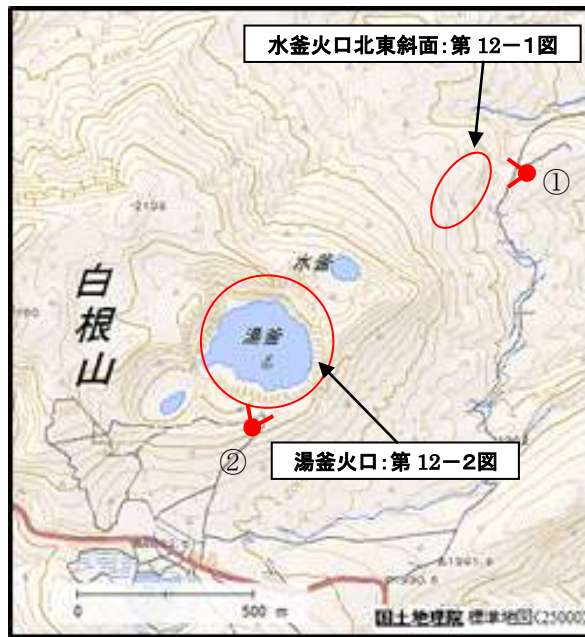 水釜火口北東斜面:第 12-1図
①
2198
水釜
白根山
湯釜
②
湯釜火口:第 12-2図
0 500 m
国土地理院 標準地図(25000)